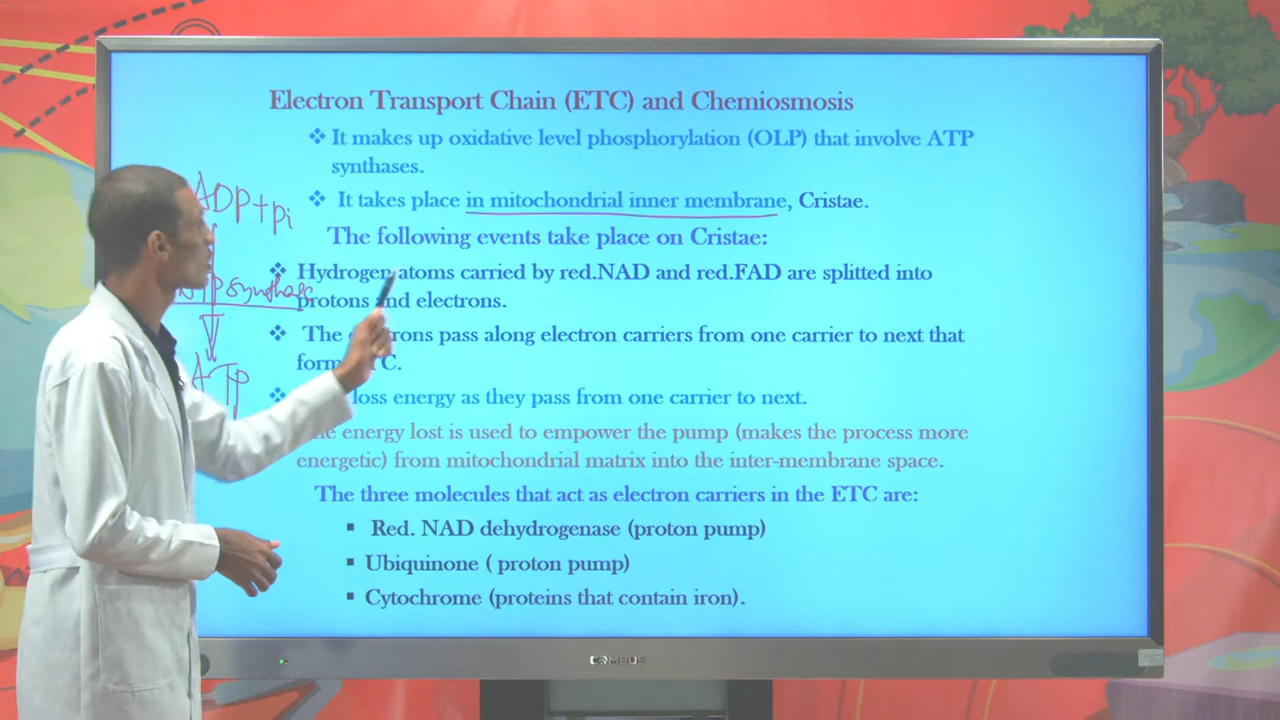 Electron Transport Chain (ETC) and Chemiosmosis
❖ It makes up oxidative level phosphorylation (OLP) that involve ATP
synthases.
❖ It takes place in mitochondrial inner membrane, Cristae.
The following events take place on Cristae:
❖ Hydrogen atoms carried by red.NAD and red.FAD are splitted into
protons and electrons.
❖ The electrons pass along electron carriers from one carrier to next that
form ETC.
❖ loss energy as they pass from one carrier to next.
The energy lost is used to empower the pump (makes the process more
energetic) from mitochondrial matrix into the inter-membrane space.
The three molecules that act as electron carriers in the ETC are:
▪ Red. NAD dehydrogenase (proton pump)
▪ Ubiquinone ( proton pump)
▪ Cytochrome (proteins that contain iron).
ADP+pi
ATP synthase
ATP